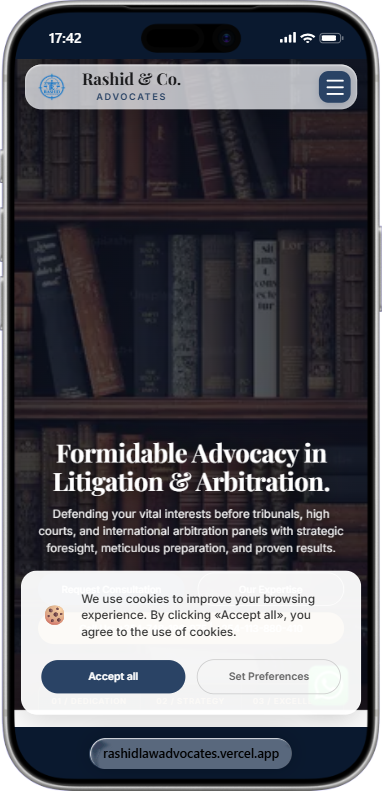 17:42
Rashid & Co.
ADVOCATES
Formidable Advocacy in
Litigation & Arbitration.
Defending your vital interests before tribunals, high
courts, and international arbitration panels with strategic
foresight, meticulous preparation, and proven results.
We use cookies to improve your browsing
experience. By clicking «Accept all», you
agree to the use of cookies.
Accept all
Set Preferences
rashidlawadvocates.vercel.app